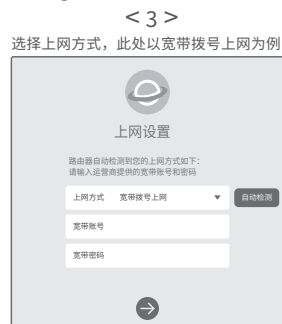 < 3 >
选择上网方式，此处以宽带拨号上网为例
上网设置
路由器自动检测到您的上网方式如下：
请输入运营商提供的宽带账号和密码
上网方式 宽带拨号上网 ▼ 自动检测
宽带账号
宽带密码